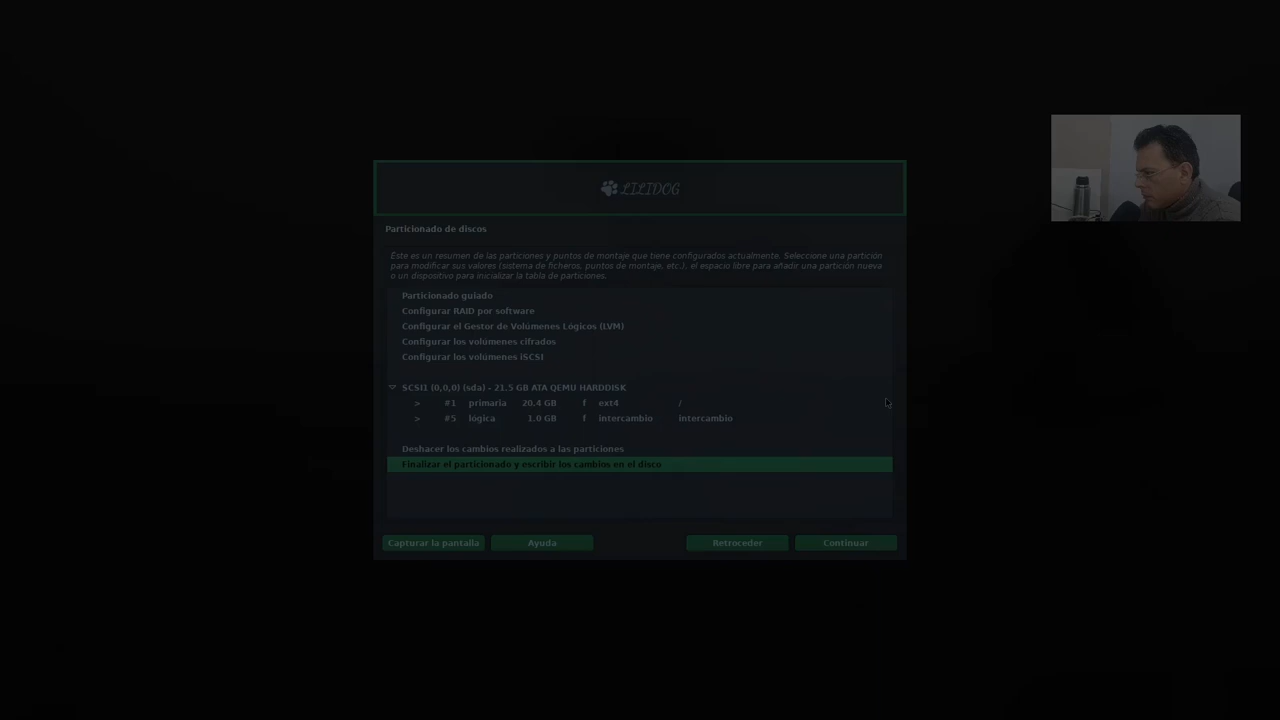 LILIDOG
Particionado de discos
Éste es un resumen de las particiones y puntos de montaje que tiene configurados actualmente. Seleccione una partición
para modificar sus valores (sistema de ficheros, puntos de montaje, etc.), el espacio libre para añadir una partición nueva
o un dispositivo para inicializar la tabla de particiones.
Particionado guiado
Configurar RAID por software
Configurar el Gestor de Volúmenes Lógicos (LVM)
Configurar los volúmenes cifrados
Configurar los volúmenes iSCSI
SCSI1 (0,0,0) (sda) - 21.5 GB ATA QEMU HARDDISK
> #1 primaria 20.4 GB f ext4 /
> #5 lógica 1.0 GB f intercambio intercambio
Deshacer los cambios realizados a las particiones
Finalizar el particionado y escribir los cambios en el disco
Capturar la pantalla Ayuda Retroceder Continuar